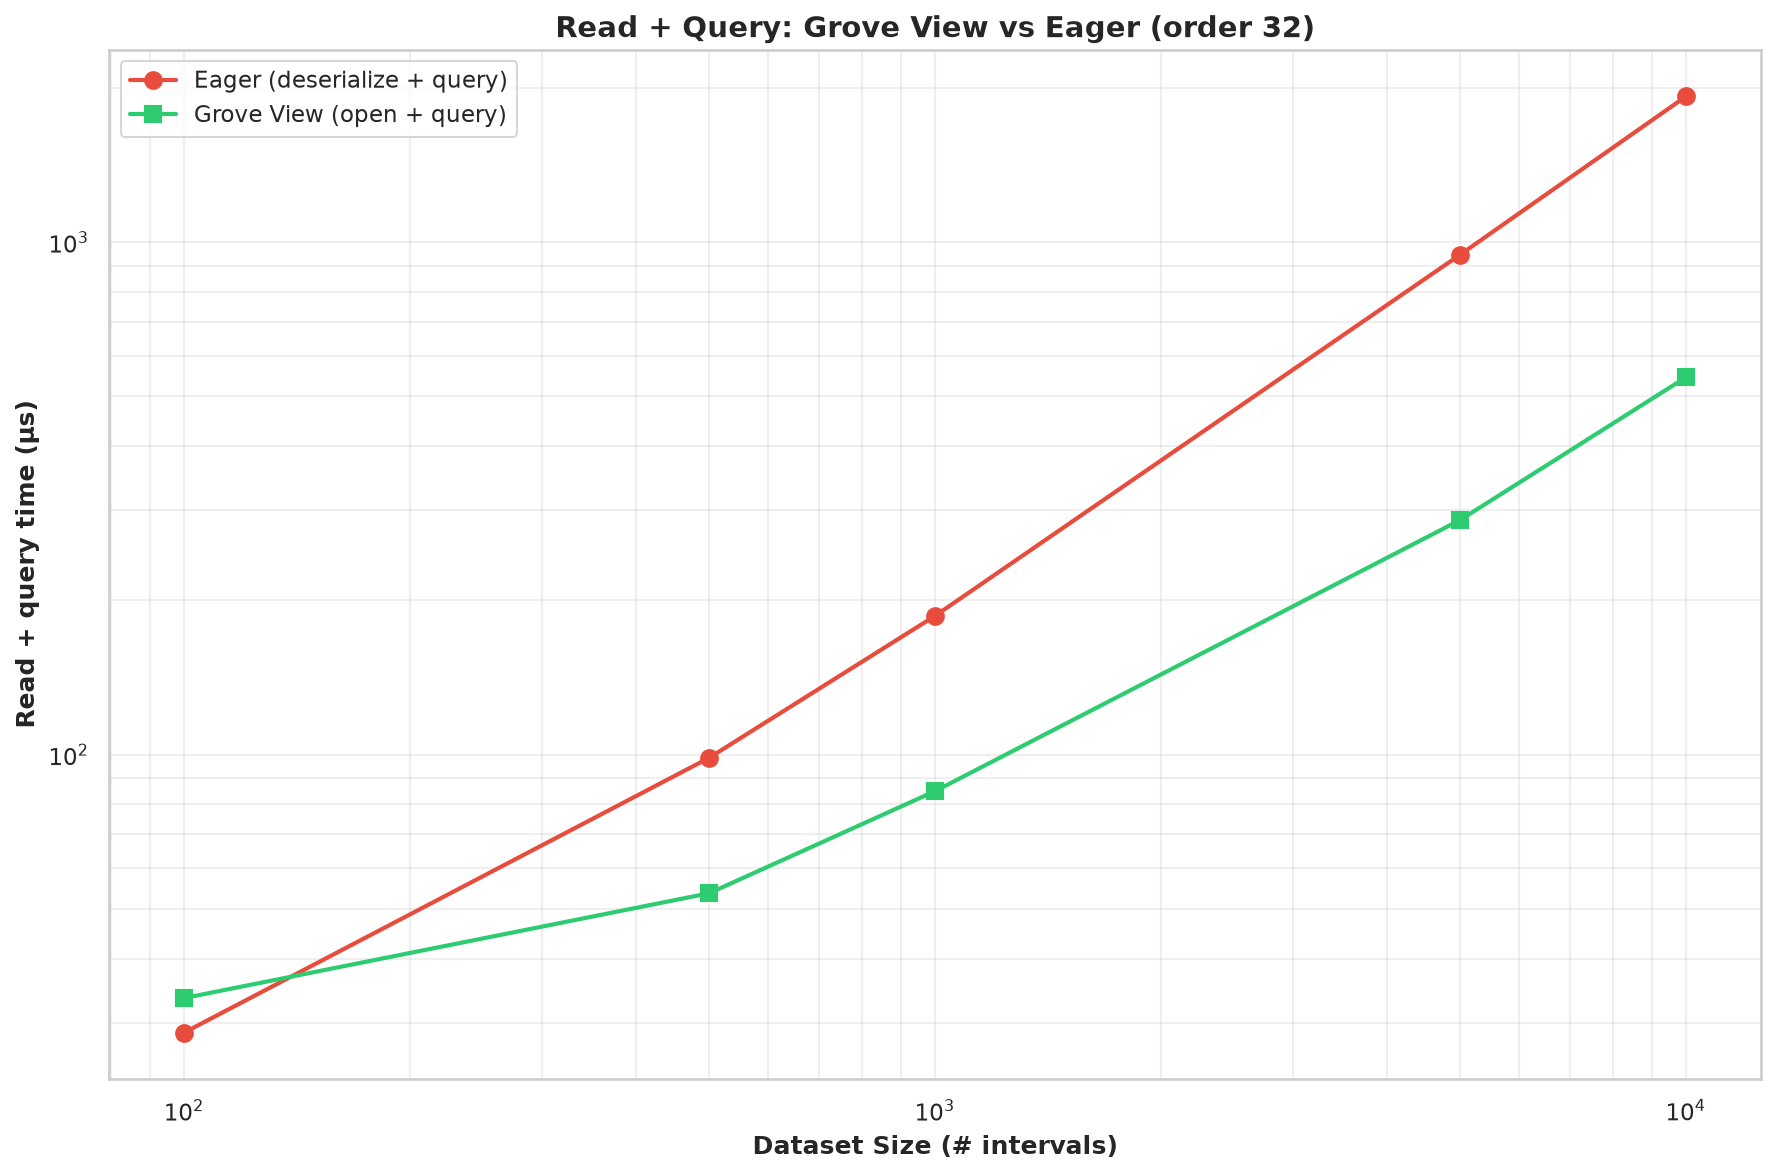 Read + Query: Grove View vs Eager (order 32)
Eager (deserialize + query)
Grove View (open + query)
10³
10²
Read + query time (µs)
10² 10³ 10⁴
Dataset Size (# intervals)